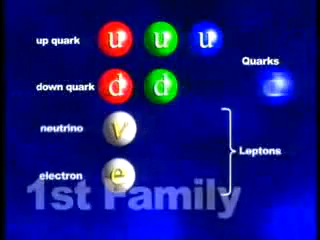 up quark u u u
Quarks
down quark d d
neutrino v
Leptons
electron e
1st Family